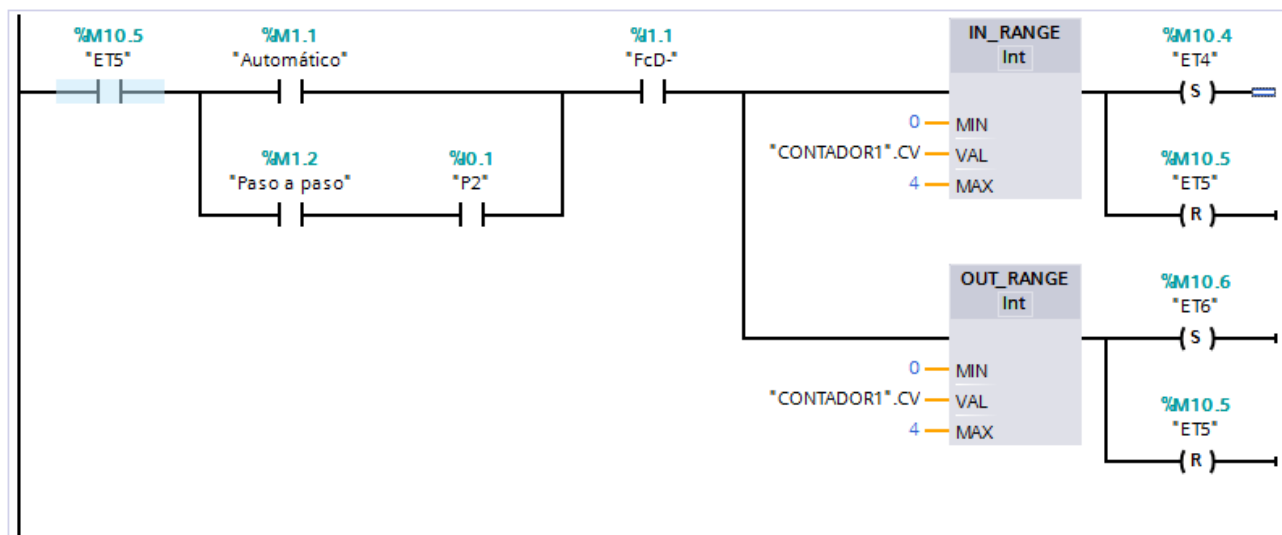 %M10.5 %M1.1 %I1.1 IN_RANGE %M10.4
"ET5" "Automático" "FcD-" Int "ET4"
S
0 MIN
%M1.2 %I0.1 "CONTADOR1".CV VAL %M10.5
"Paso a paso" "P2" 4 MAX "ET5"
R
OUT_RANGE %M10.6
Int "ET6"
S
0 MIN
"CONTADOR1".CV VAL %M10.5
4 MAX "ET5"
R